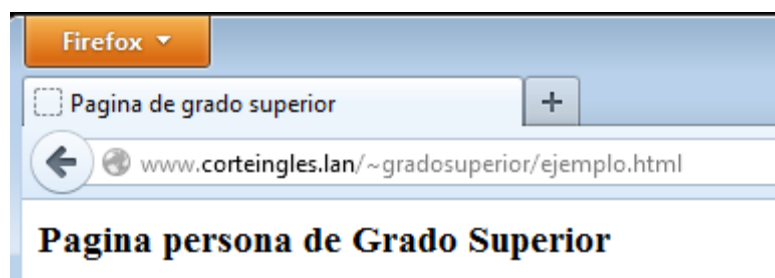 Firefox
Pagina de grado superior
www.corteingles.lan/~gradosuperior/ejemplo.html
Pagina persona de Grado Superior